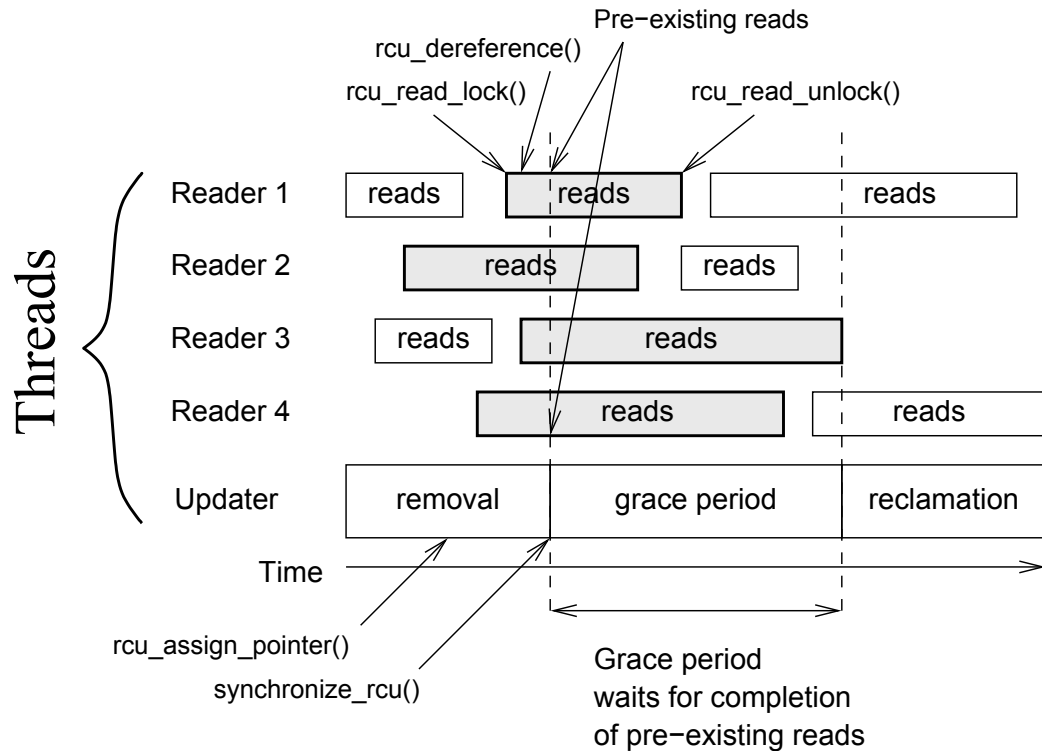 Pre−existing reads
rcu_dereference()
rcu_read_lock()
rcu_read_unlock()
Threads
Reader 1
reads
reads
reads
Reader 2
reads
reads
Reader 3
reads
reads
Reader 4
reads
reads
Updater
removal
grace period
reclamation
Time
rcu_assign_pointer()
synchronize_rcu()
Grace period
waits for completion
of pre−existing reads